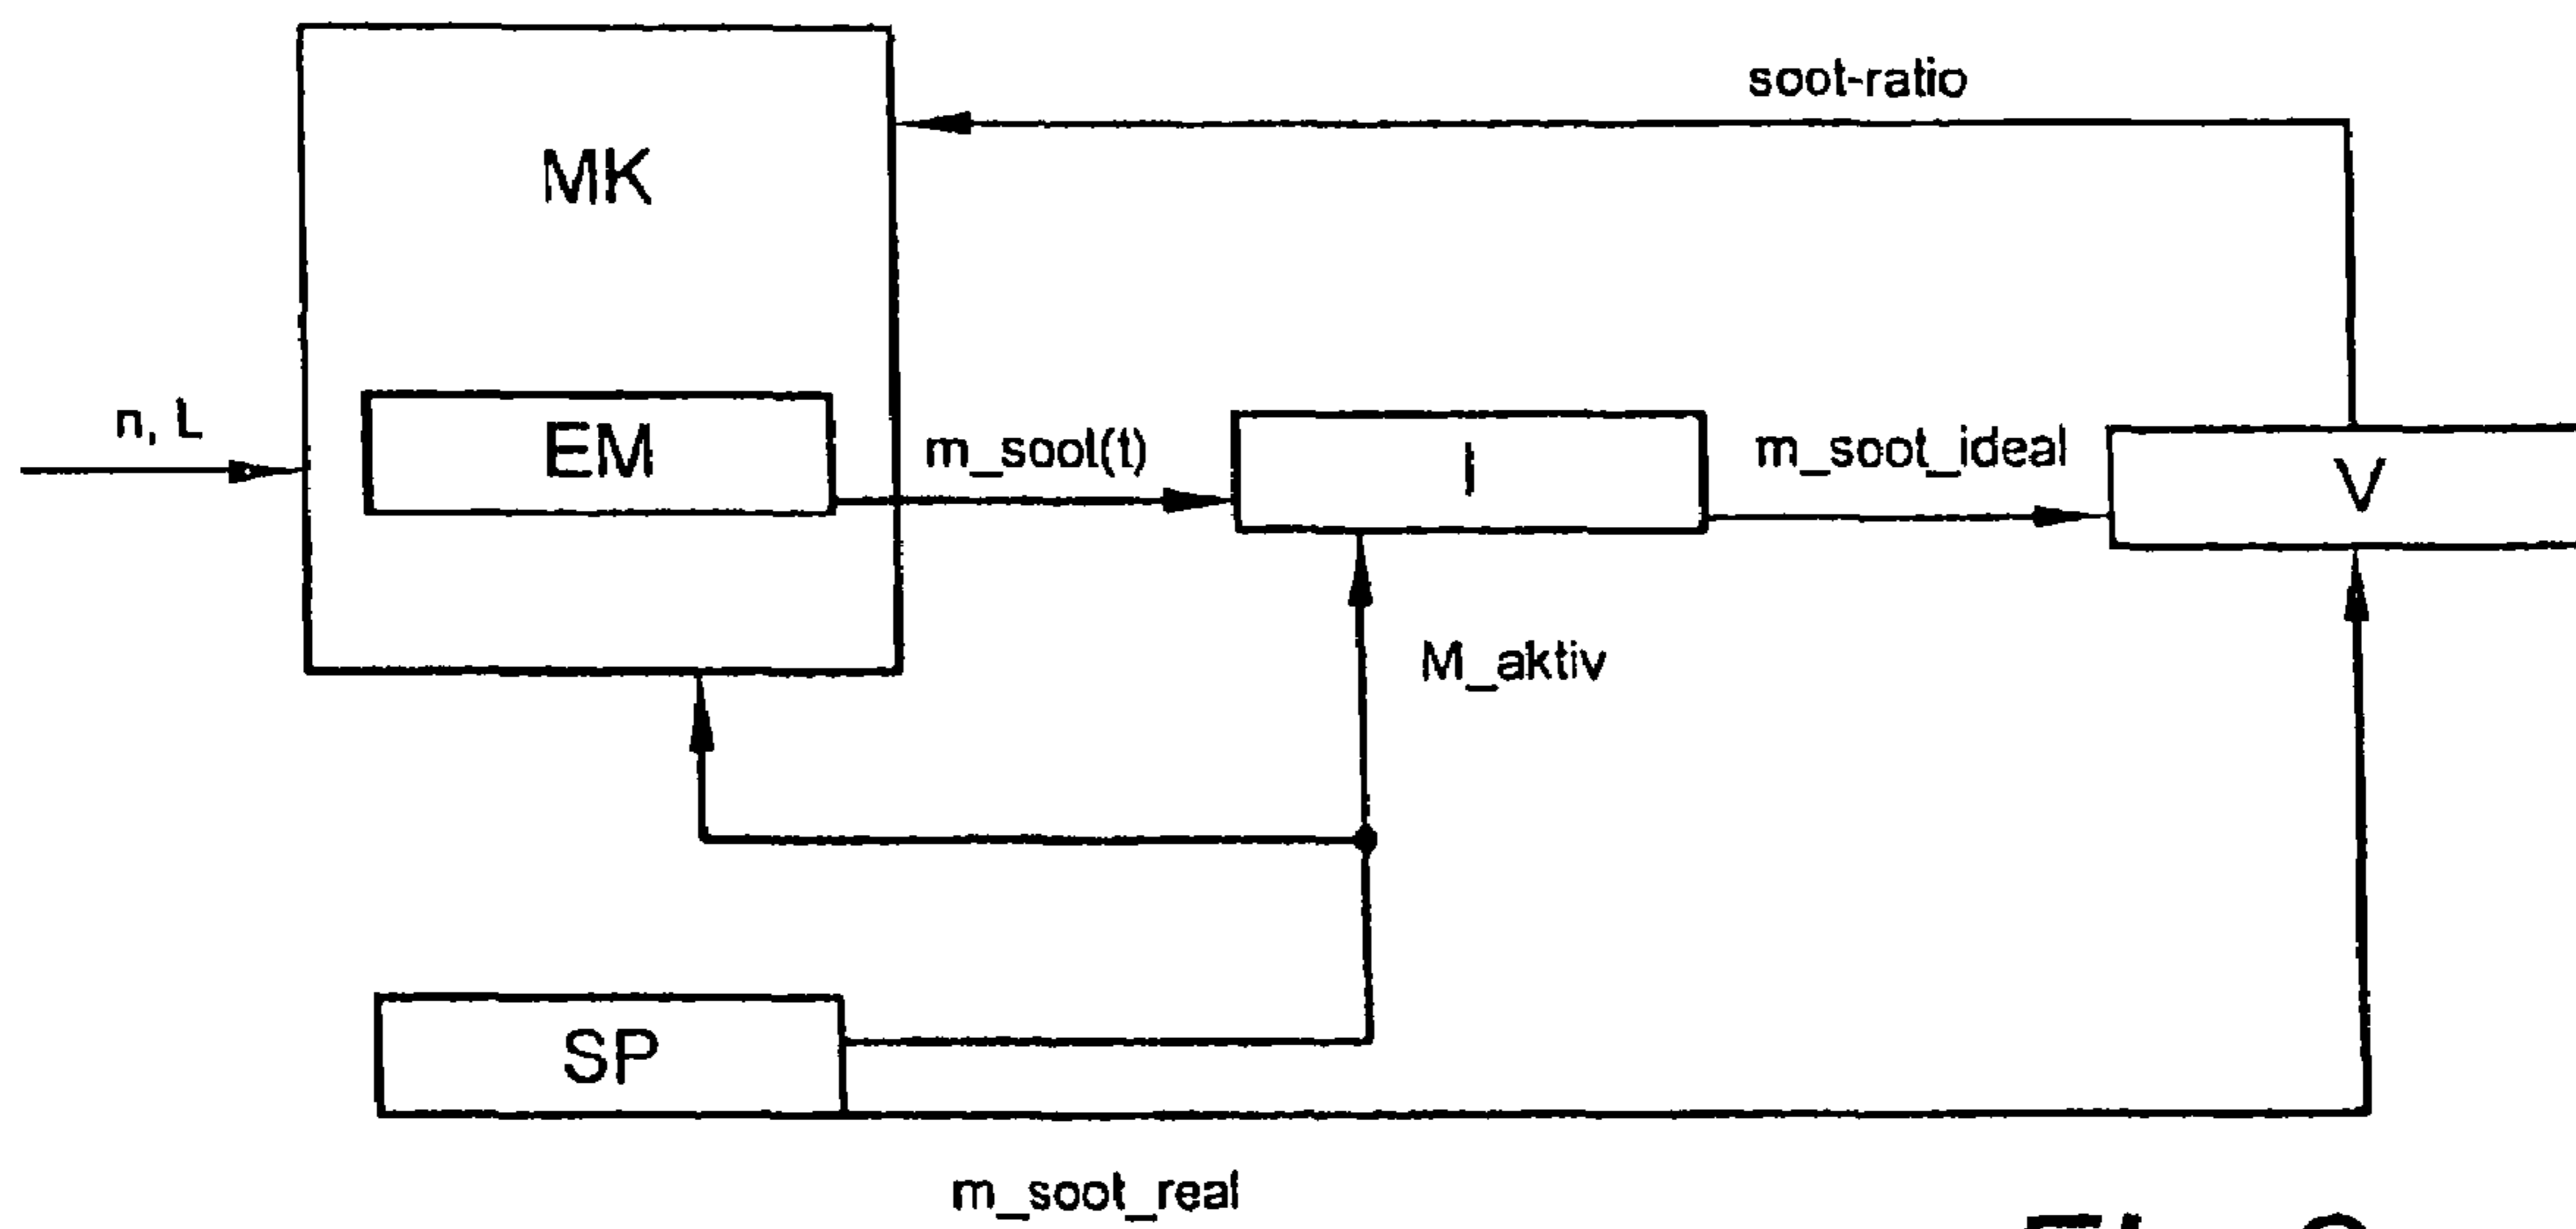 soot-ratio
MK
n, L
EM
m_soot(t)
I
m_soot_ideal
V
M_aktiv
SP
m_soot_real